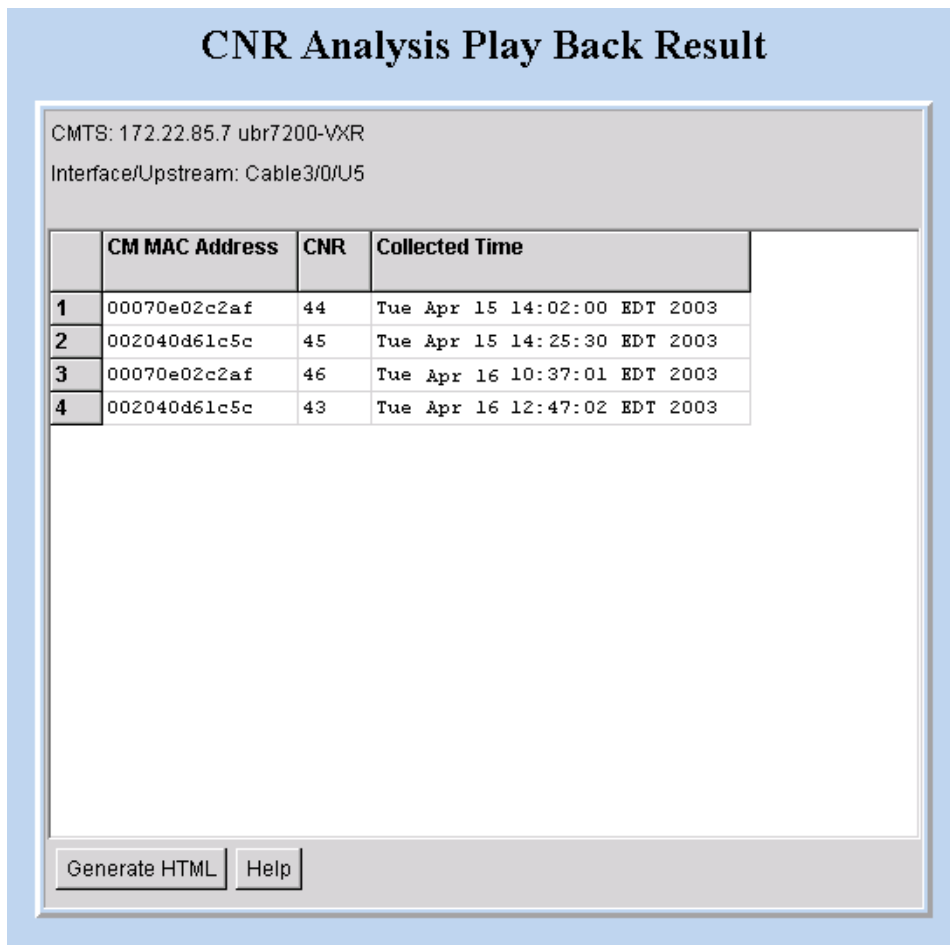 CNR Analysis Play Back Result
CMTS: 172.22.85.7 ubr7200-VXR
Interface/Upstream: Cable3/0/U5
CM MAC Address CNR Collected Time
1 00070e02c2af 44 Tue Apr 15 14:02:00 EDT 2003
2 002040d61c5c 45 Tue Apr 15 14:25:30 EDT 2003
3 00070e02c2af 46 Tue Apr 16 10:37:01 EDT 2003
4 002040d61c5c 43 Tue Apr 16 12:47:02 EDT 2003
Generate HTML Help